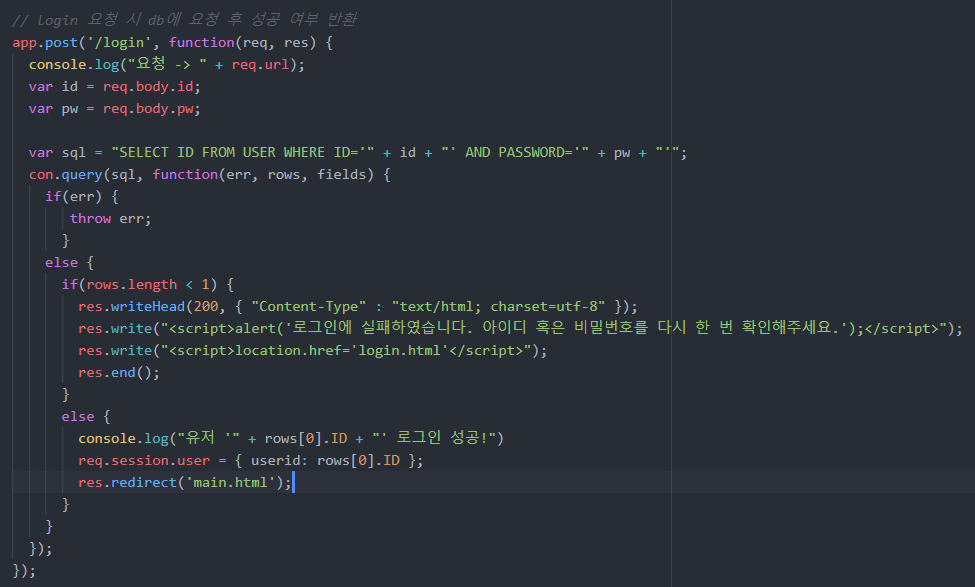 // Login 요청 시 db에 요청 후 성공 여부 반환
app.post('/login', function(req, res) {
  console.log("요청 -> " + req.url);
  var id = req.body.id;
  var pw = req.body.pw;

  var sql = "SELECT ID FROM USER WHERE ID='" + id + "' AND PASSWORD='" + pw + "'";
  con.query(sql, function(err, rows, fields) {
    if(err) {
       throw err;
      }
    else {
      if(rows.length < 1) {
        res.writeHead(200, { "Content-Type" : "text/html; charset=utf-8" });
        res.write("<script>alert('로그인에 실패하였습니다. 아이디 혹은 비밀번호를 다시 한 번 확인해주세요.');</script>");
        res.write("<script>location.href='login.html'</script>");
        res.end();
      }
      else {
        console.log("유저 '" + rows[0].ID + "' 로그인 성공!")
        req.session.user = { userid: rows[0].ID };
        res.redirect('main.html');
      }
    }
  });
});